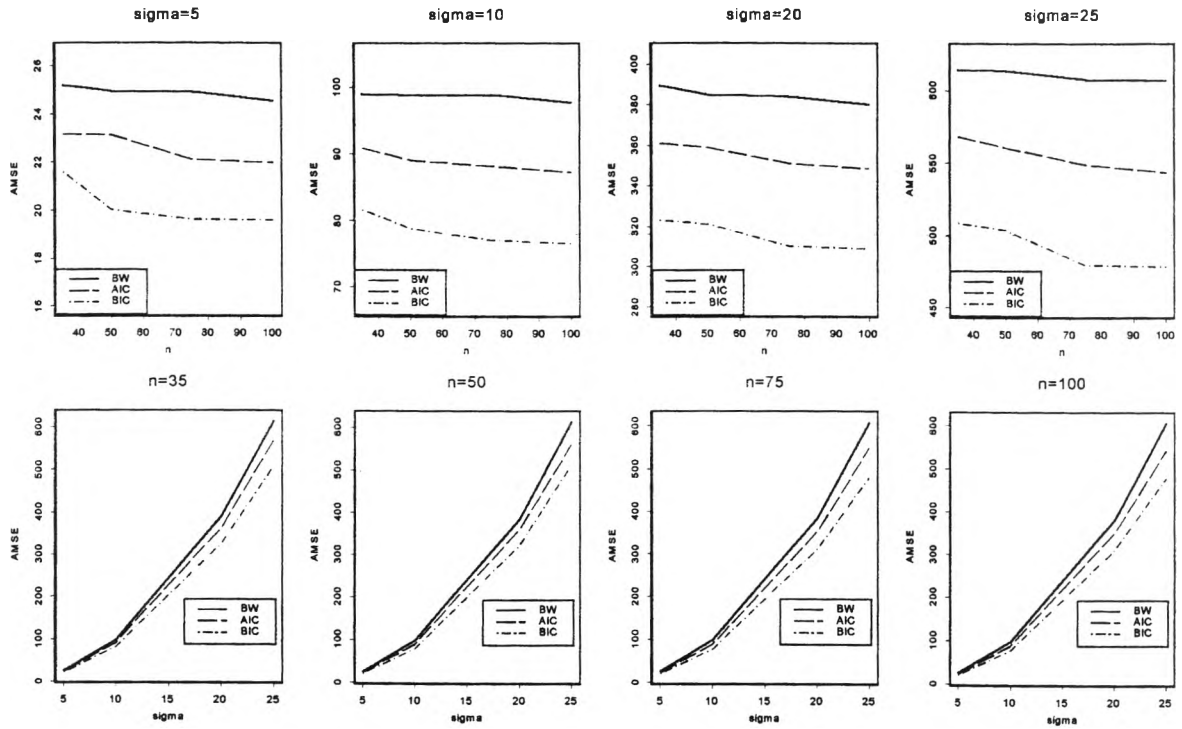 sigma=5
AMSE
26
24
22
20
18
16
BW
AIC
BIC
40 50 60 70 80 90 100
n
sigma=10
AMSE
100
90
80
70
BW
AIC
BIC
40 50 60 70 80 90 100
n
sigma=20
AMSE
400
380
360
340
320
300
280
BW
AIC
BIC
40 50 60 70 80 90 100
n
sigma=25
AMSE
600
550
500
450
BW
AIC
BIC
40 50 60 70 80 90 100
n
n=35
AMSE
600
500
400
300
200
100
0
BW
AIC
BIC
5 10 15 20 25
sigma
n=50
AMSE
600
500
400
300
200
100
0
BW
AIC
BIC
5 10 15 20 25
sigma
n=75
AMSE
600
500
400
300
200
100
0
BW
AIC
BIC
5 10 15 20 25
sigma
n=100
AMSE
600
500
400
300
200
100
0
BW
AIC
BIC
5 10 15 20 25
sigma